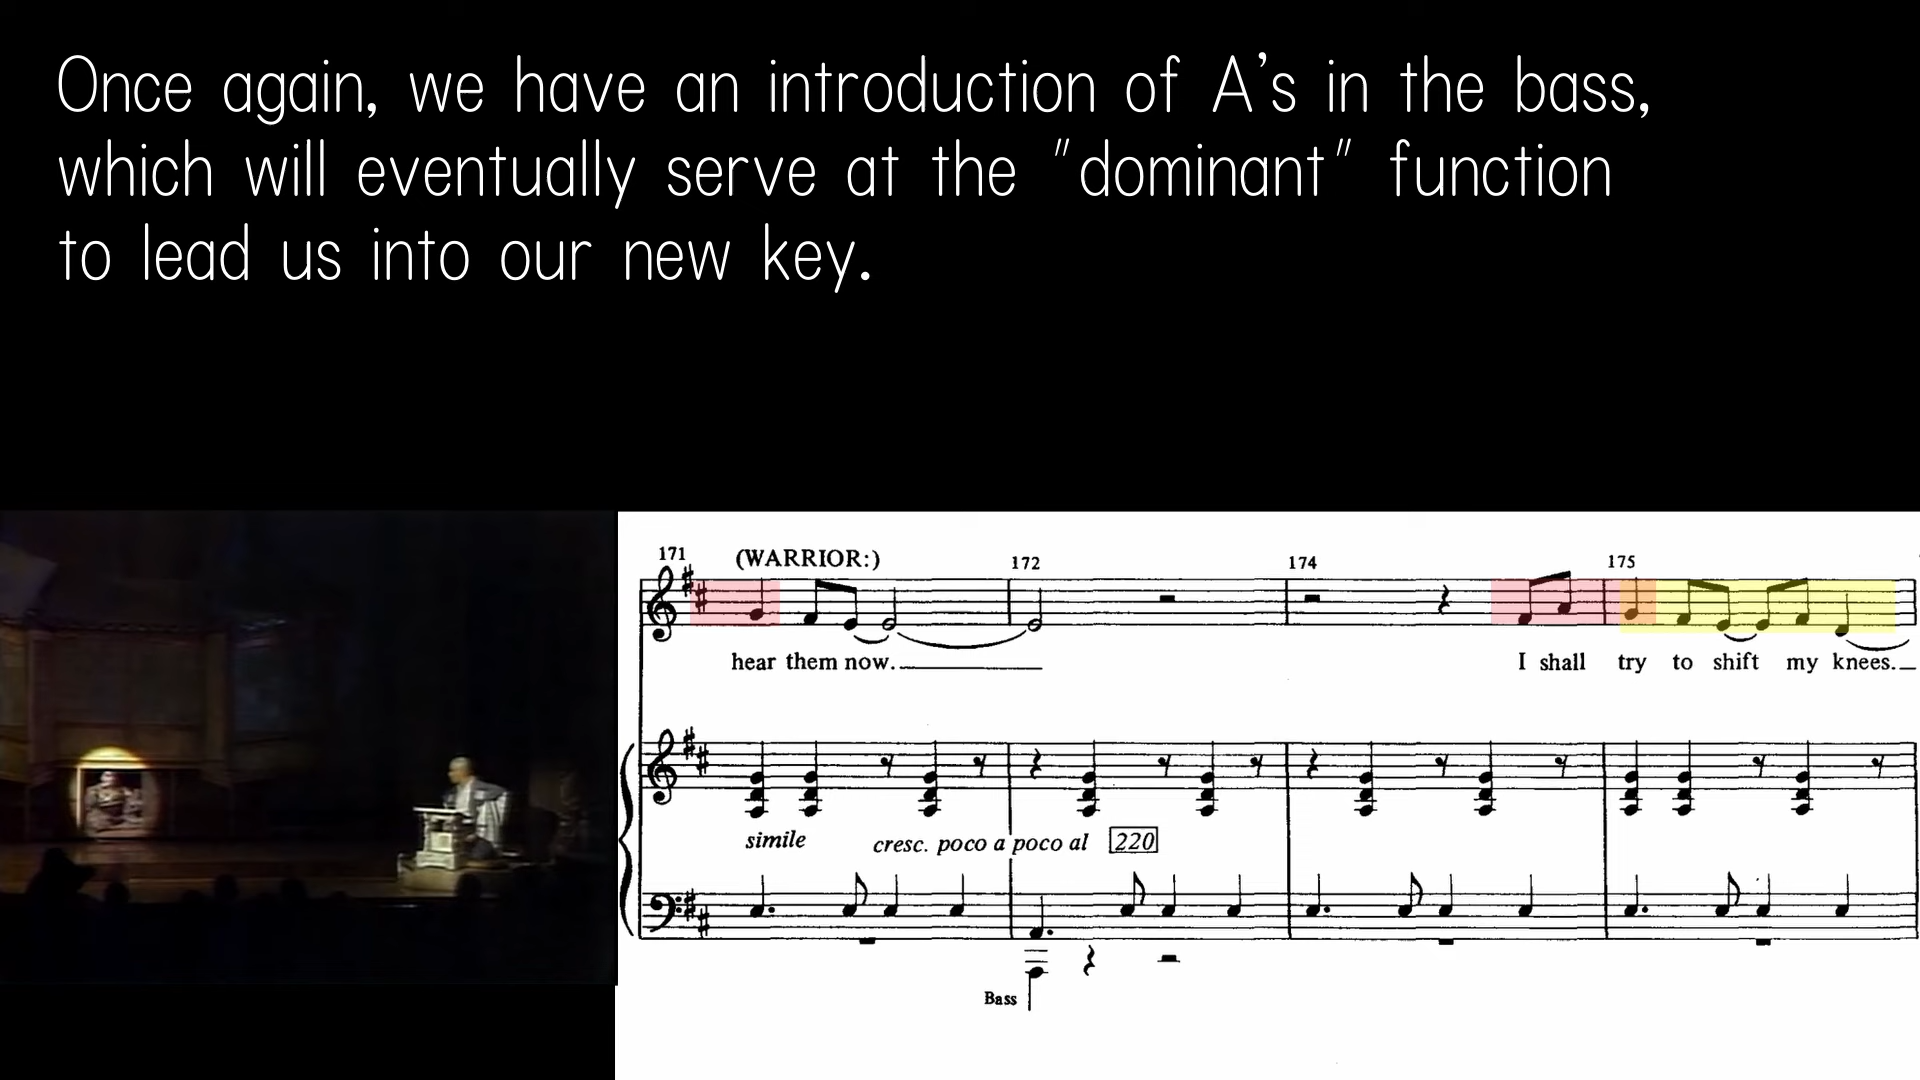 Once again, we have an introduction of A's in the bass,
which will eventually serve at the "dominant" function
to lead us into our new key.
171 (WARRIOR:) 172 174 175
hear them now. I shall try to shift my knees.
simile cresc. poco a poco al 220
Bass